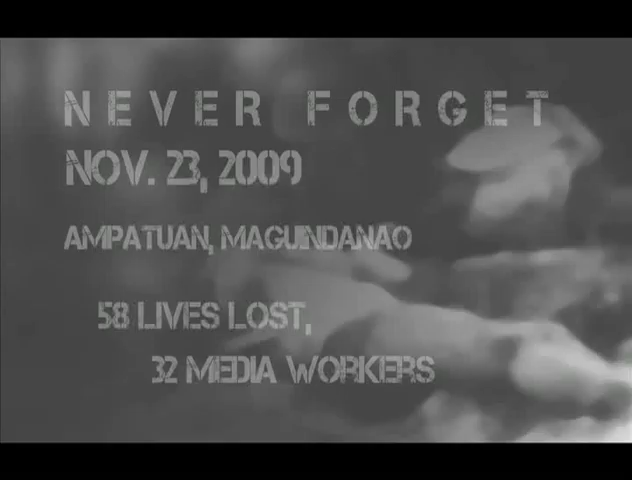 NEVER FORGET
NOV. 23, 2009
AMPATUAN, MAGUINDANAO
58 LIVES LOST,
32 MEDIA WORKERS